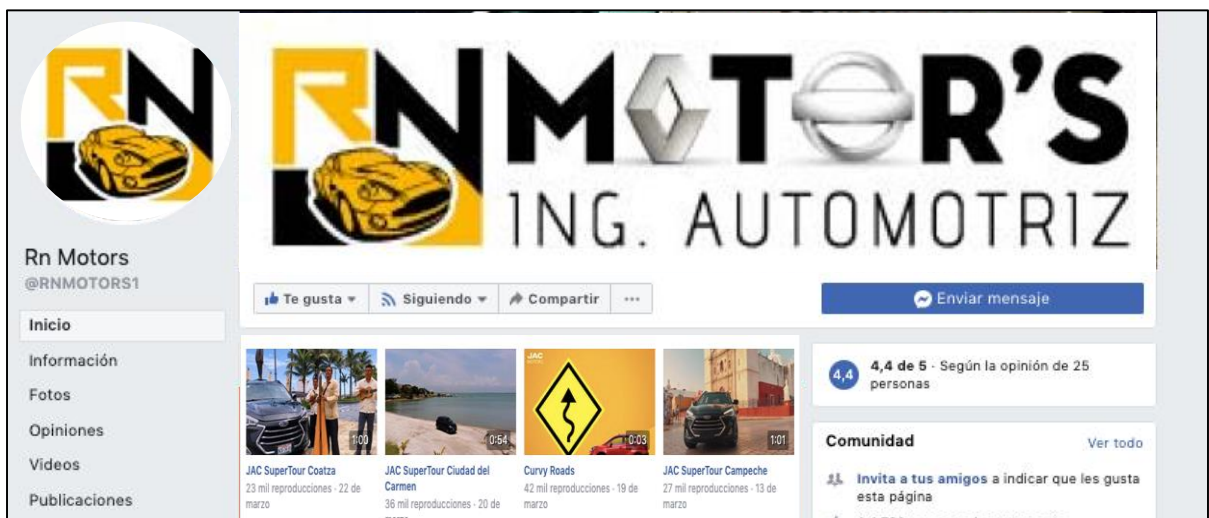 RN
RN MOTOR'S
ING. AUTOMOTRIZ
Rn Motors
@RNMOTORS1
Te gusta
Siguiendo
Compartir
Enviar mensaje
Inicio
Información
Fotos
Opiniones
Videos
Publicaciones
1:00
0:54
JAC
0:03
1:01
JAC SuperTour Coatza
23 mil reproducciones · 22 de
marzo
JAC SuperTour Ciudad del
Carmen
36 mil reproducciones · 20 de
marzo
Curvy Roads
42 mil reproducciones · 19 de
marzo
JAC SuperTour Campeche
27 mil reproducciones · 13 de
marzo
4,4
4,4 de 5 · Según la opinión de 25
personas
Comunidad
Ver todo
Invita a tus amigos a indicar que les gusta
esta página